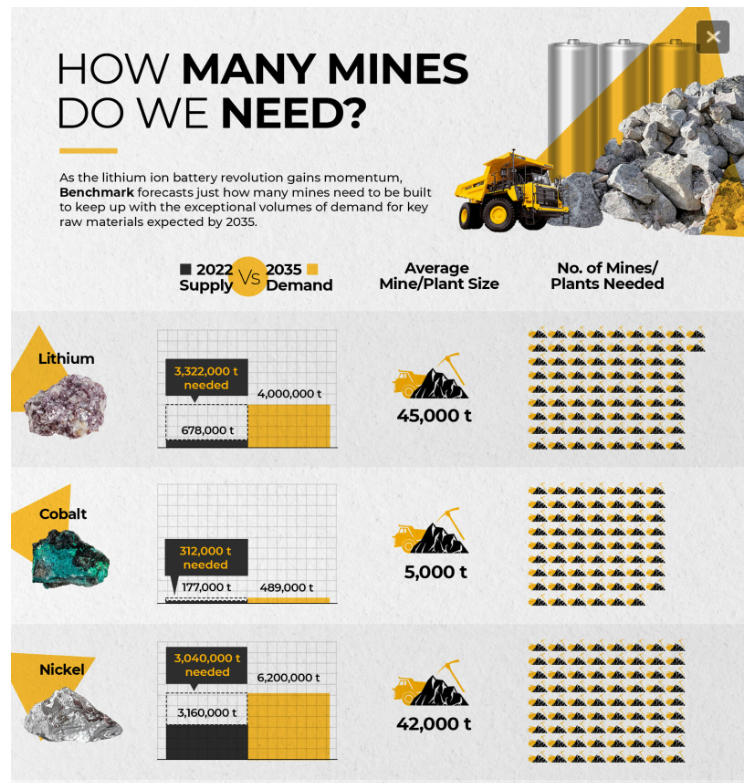 HOW MANY MINES
DO WE NEED?
As the lithium ion battery revolution gains momentum,
Benchmark forecasts just how many mines need to be built
to keep up with the exceptional volumes of demand for key
raw materials expected by 2035.
2022 Vs 2035
Supply Demand
Average
Mine/Plant Size
No. of Mines/
Plants Needed
Lithium
3,322,000 t
needed
4,000,000 t
678,000 t
45,000 t
Cobalt
312,000 t
needed
177,000 t
489,000 t
5,000 t
Nickel
3,040,000 t
needed
6,200,000 t
3,160,000 t
42,000 t